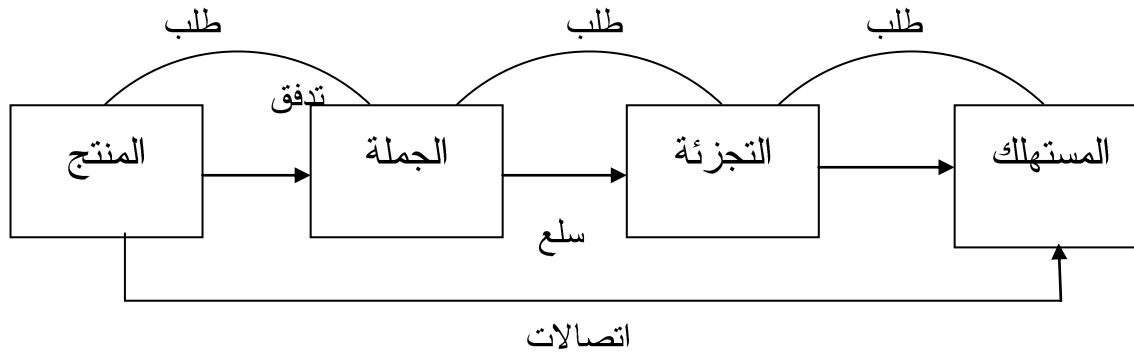 طلب
طلب
طلب
تدفق
المستهلك
التجزئة
الجملة
المنتج
سلع
اتصالات